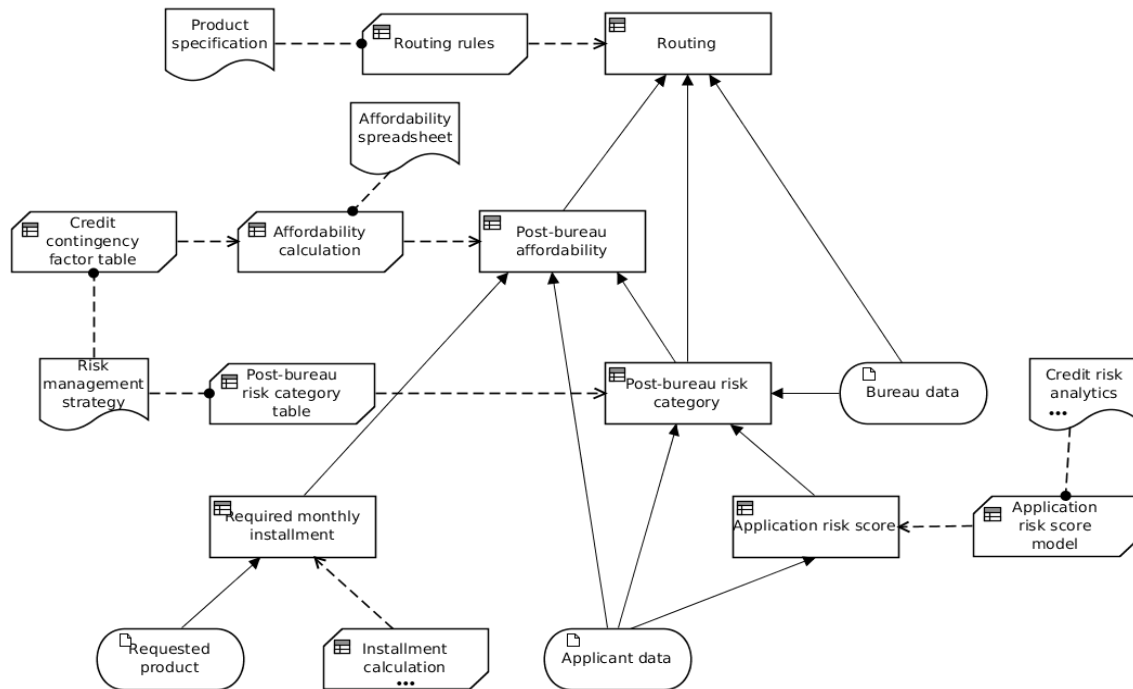 Product
specification
Routing rules
Routing
Affordability
spreadsheet
Credit
contingency
factor table
Affordability
calculation
Post-bureau
affordability
Risk
management
strategy
Post-bureau
risk category
table
Post-bureau risk
category
Bureau data
Credit risk
analytics
•••
Required monthly
installment
Application risk score
Application
risk score
model
Requested
product
Installment
calculation
•••
Applicant data